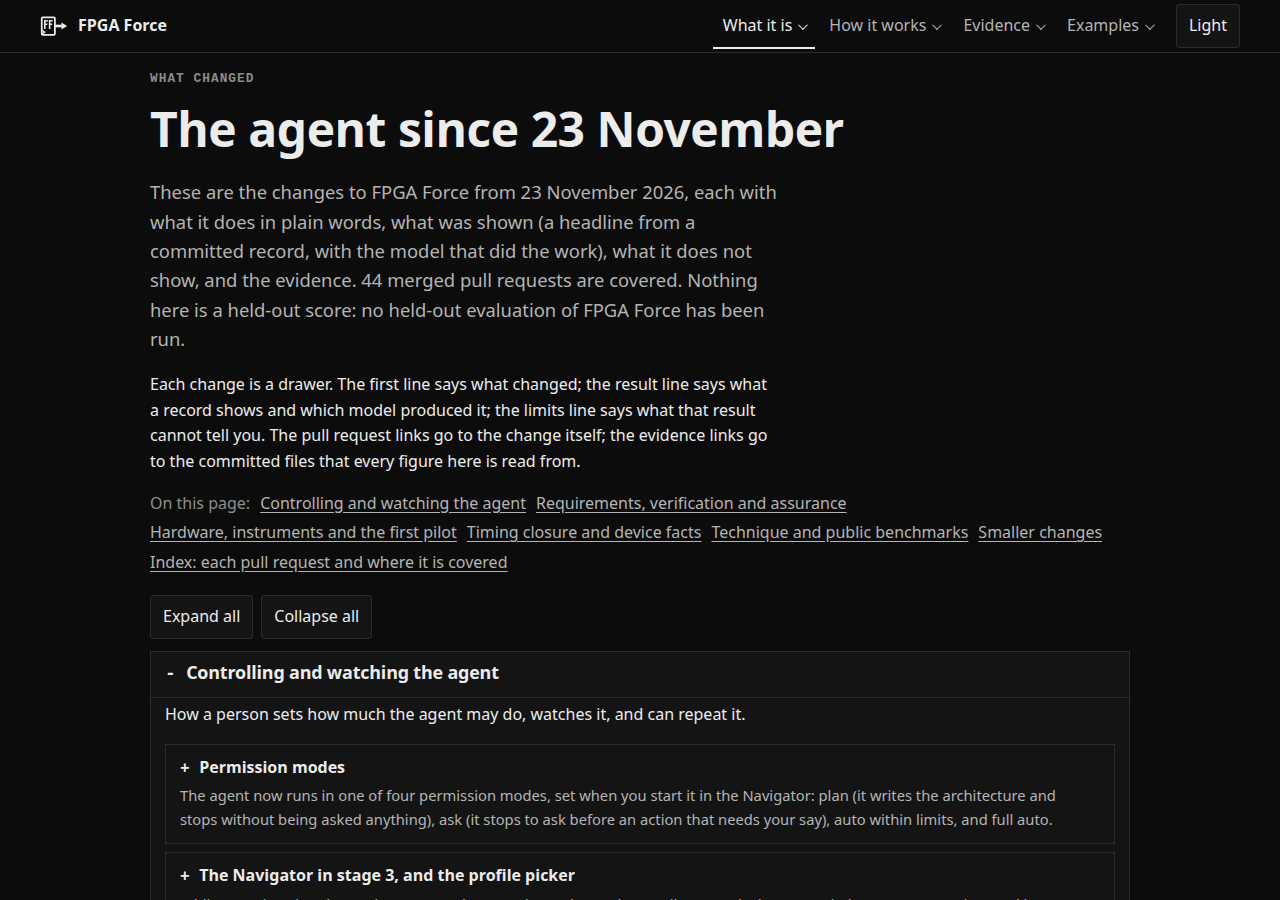 FPGA Force
What it is
How it works
Evidence
Examples
Light
WHAT CHANGED
The agent since 23 November
These are the changes to FPGA Force from 23 November 2026, each with
what it does in plain words, what was shown (a headline from a
committed record, with the model that did the work), what it does not
show, and the evidence. 44 merged pull requests are covered. Nothing
here is a held-out score: no held-out evaluation of FPGA Force has been
run.
Each change is a drawer. The first line says what changed; the result line says what
a record shows and which model produced it; the limits line says what that result
cannot tell you. The pull request links go to the change itself; the evidence links go
to the committed files that every figure here is read from.
On this page: Controlling and watching the agent Requirements, verification and assurance
Hardware, instruments and the first pilot Timing closure and device facts Technique and public benchmarks Smaller changes
Index: each pull request and where it is covered
Expand all
Collapse all
- Controlling and watching the agent
How a person sets how much the agent may do, watches it, and can repeat it.
+ Permission modes
The agent now runs in one of four permission modes, set when you start it in the Navigator: plan (it writes the architecture and
stops without being asked anything), ask (it stops to ask before an action that needs your say), auto within limits, and full auto.
+ The Navigator in stage 3, and the profile picker